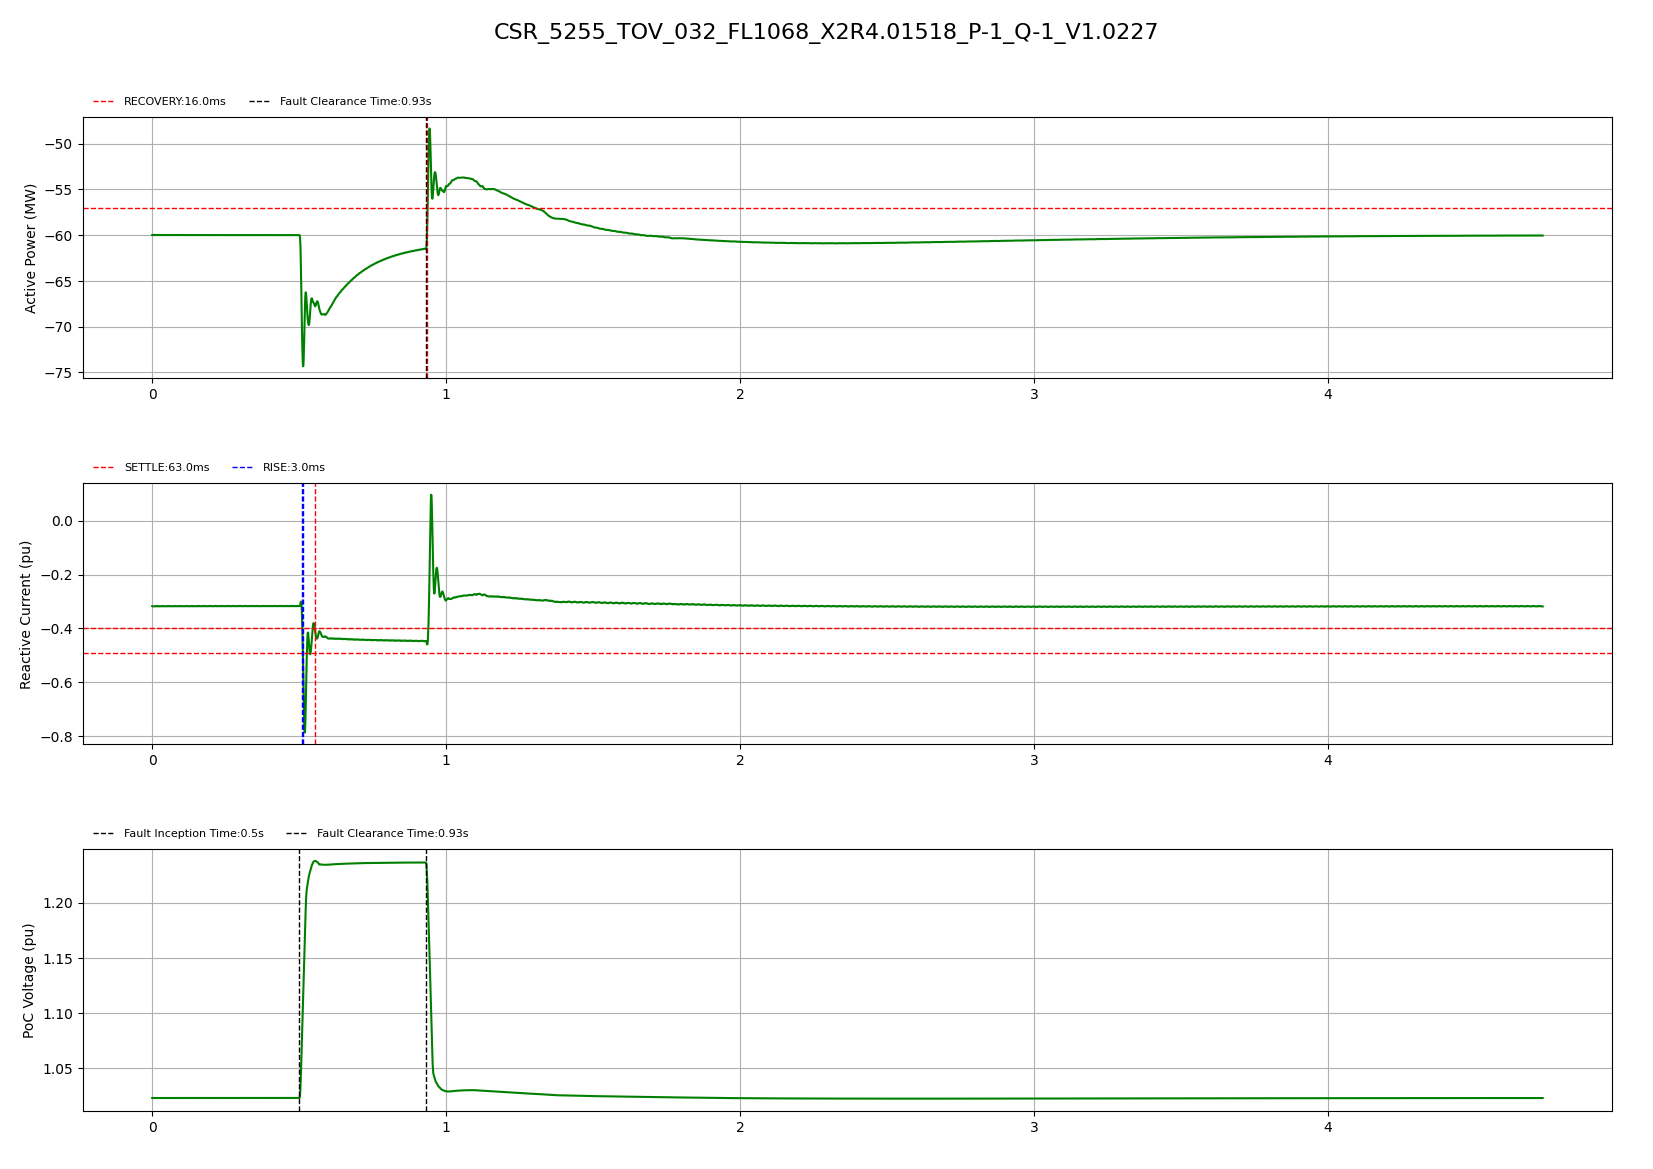 CSR_5255_TOV_032_FL1068_X2R4.01518_P-1_Q-1_V1.0227
RECOVERY:16.0ms Fault Clearance Time:0.93s
Active Power (MW)
−50
−55
−60
−65
−70
−75
0 1 2 3 4
SETTLE:63.0ms RISE:3.0ms
Reactive Current (pu)
0.0
−0.2
−0.4
−0.6
−0.8
0 1 2 3 4
Fault Inception Time:0.5s Fault Clearance Time:0.93s
PoC Voltage (pu)
1.20
1.15
1.10
1.05
0 1 2 3 4